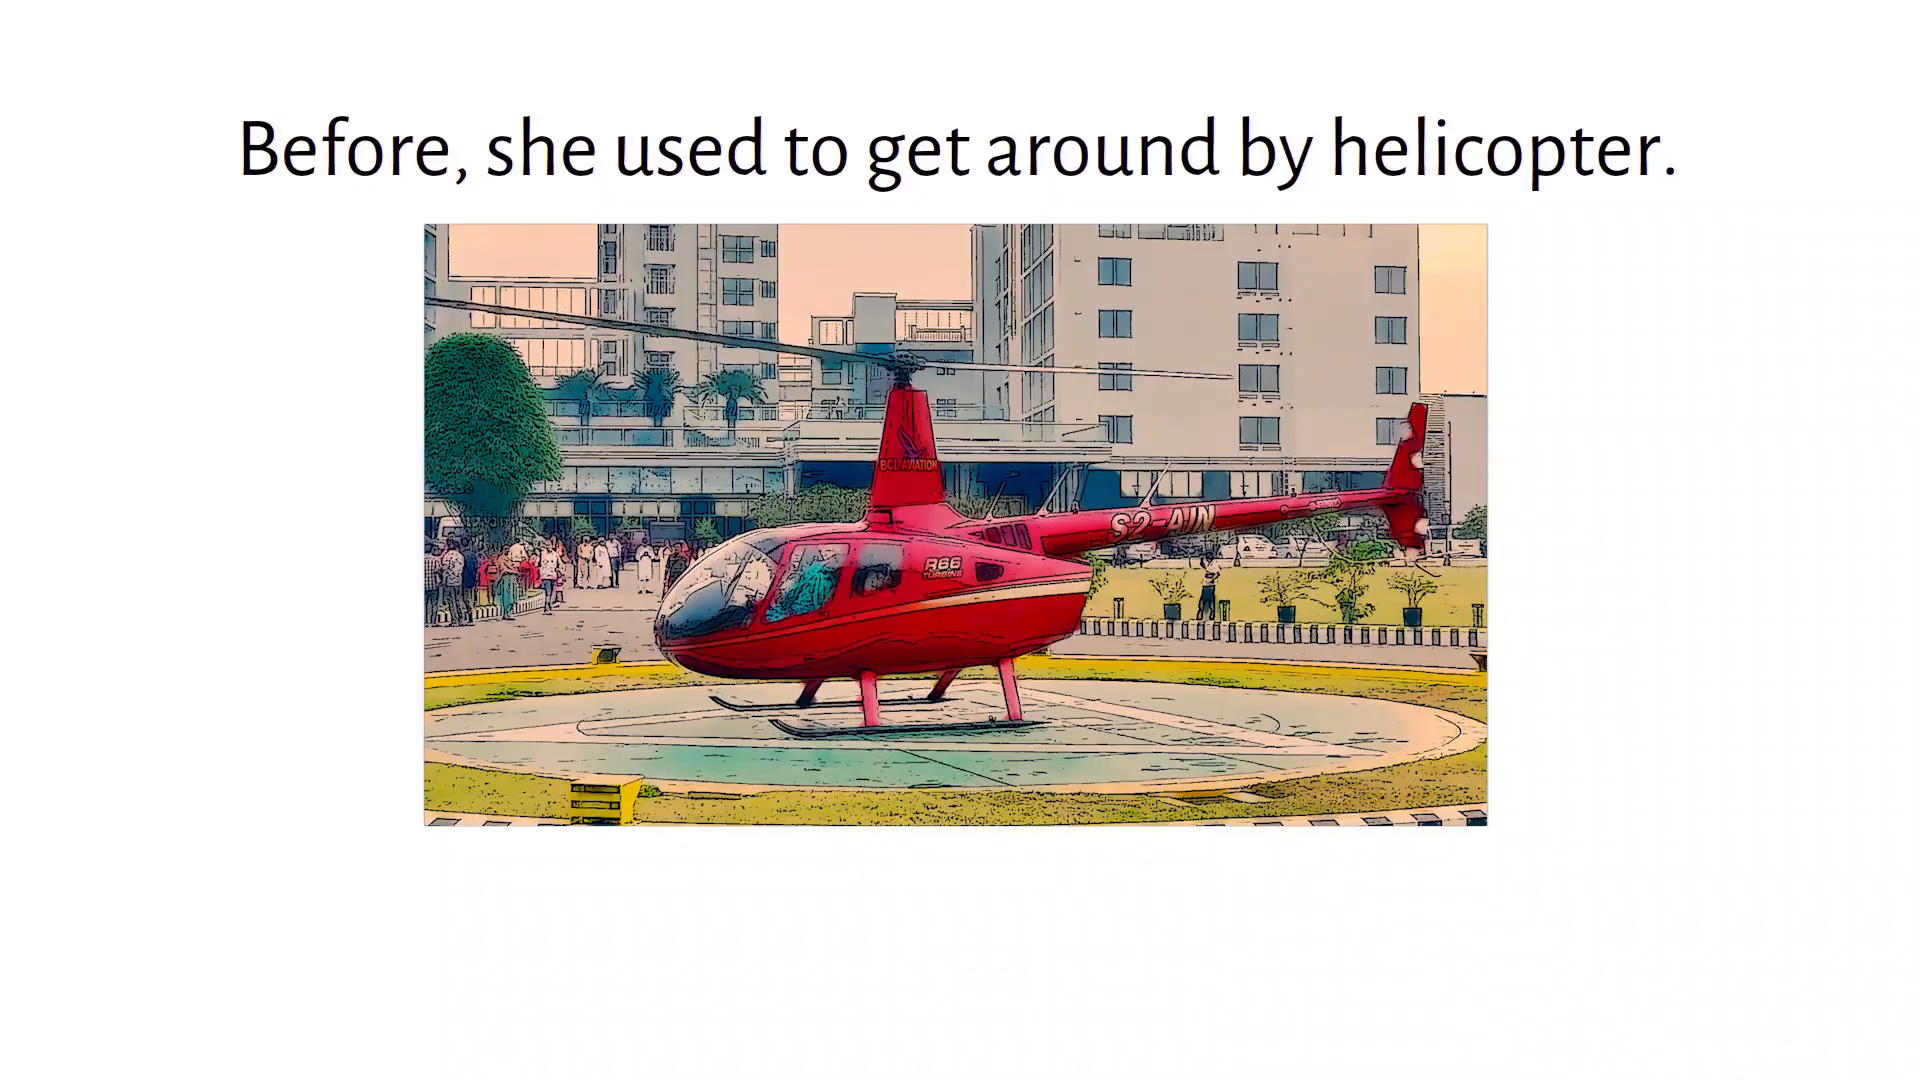 Before, she used to get around by helicopter.
BCL AVIATION
S2-AIN
R66
TURBINE